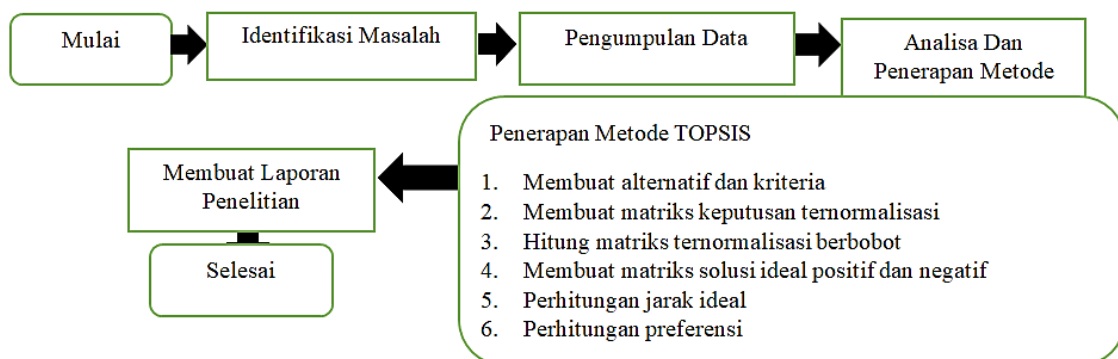 Mulai
Identifikasi Masalah
Pengumpulan Data
Analisa Dan
Penerapan Metode
Penerapan Metode TOPSIS
1. Membuat alternatif dan kriteria
2. Membuat matriks keputusan ternormalisasi
3. Hitung matriks ternormalisasi berbobot
4. Membuat matriks solusi ideal positif dan negatif
5. Perhitungan jarak ideal
6. Perhitungan preferensi
Membuat Laporan
Penelitian
Selesai